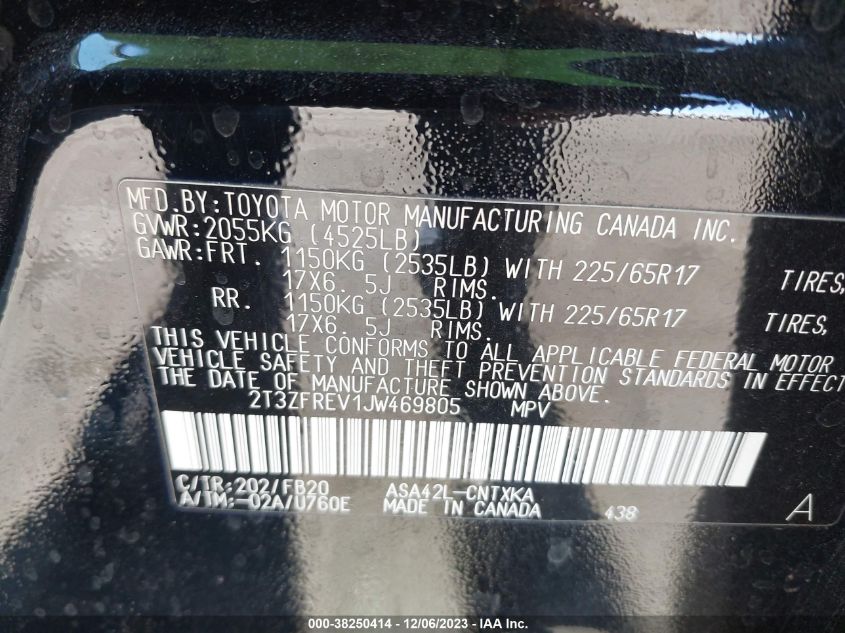 MFD.BY:TOYOTA MOTOR MANUFACTURING CANADA INC.
GVWR:2055KG (4525LB)
GAWR:FRT. 1150KG (2535LB) WITH 225/65R17 TIRES,
17X6. 5J RIMS.
RR. 1150KG (2535LB) WITH 225/65R17 TIRES,
17X6. 5J RIMS.
THIS VEHICLE CONFORMS TO ALL APPLICABLE FEDERAL MOTOR
VEHICLE SAFETY AND THEFT PREVENTION STANDARDS IN EFFECT
THE DATE OF MANUFACTURE SHOWN ABOVE.
2T3ZFREV1JW469805 MPV
C/TR:202/FB20 ASA42L-CNTXKA
A/TM:-02A/U760E MADE IN CANADA 438 A
000-38250414 - 12/06/2023 - IAA Inc.